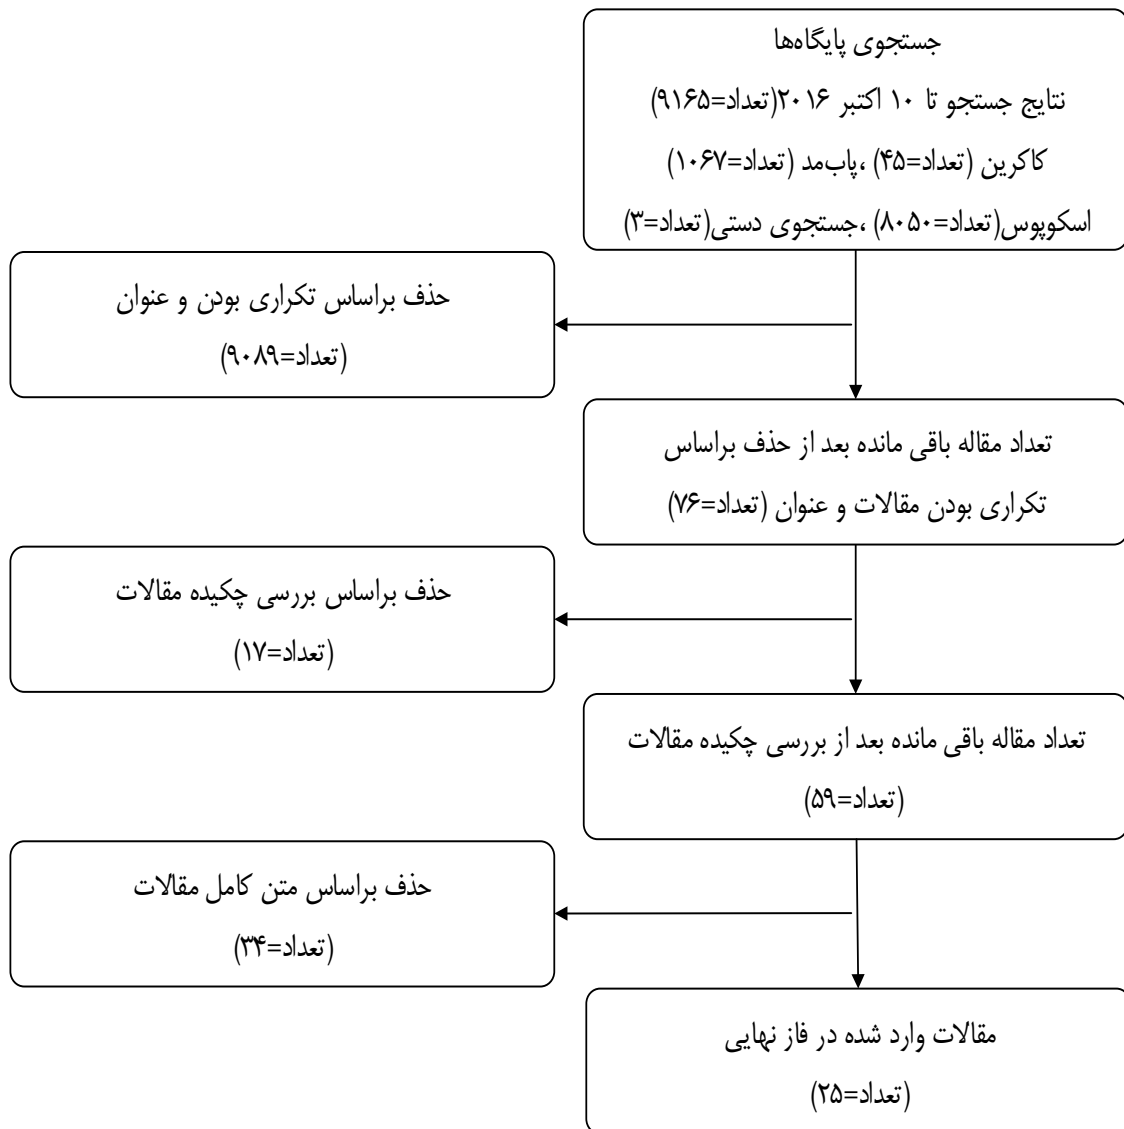 جستجوی پایگاه‌ها
نتایج جستجو تا ۱۰ اکتبر ۲۰۱۶(تعداد=۹۱۶۵)
کاکرین (تعداد=۴۵) ،پاب‌مد (تعداد=۱۰۶۷)
اسکوپوس(تعداد=۸۰۵۰) ،جستجوی دستی(تعداد=۳)
حذف براساس تکراری بودن و عنوان
(تعداد=۹۰۸۹)
تعداد مقاله باقی مانده بعد از حذف براساس
تکراری بودن مقالات و عنوان (تعداد=۷۶)
حذف براساس بررسی چکیده مقالات
(تعداد=۱۷)
تعداد مقاله باقی مانده بعد از بررسی چکیده مقالات
(تعداد=۵۹)
حذف براساس متن کامل مقالات
(تعداد=۳۴)
مقالات وارد شده در فاز نهایی
(تعداد=۲۵)